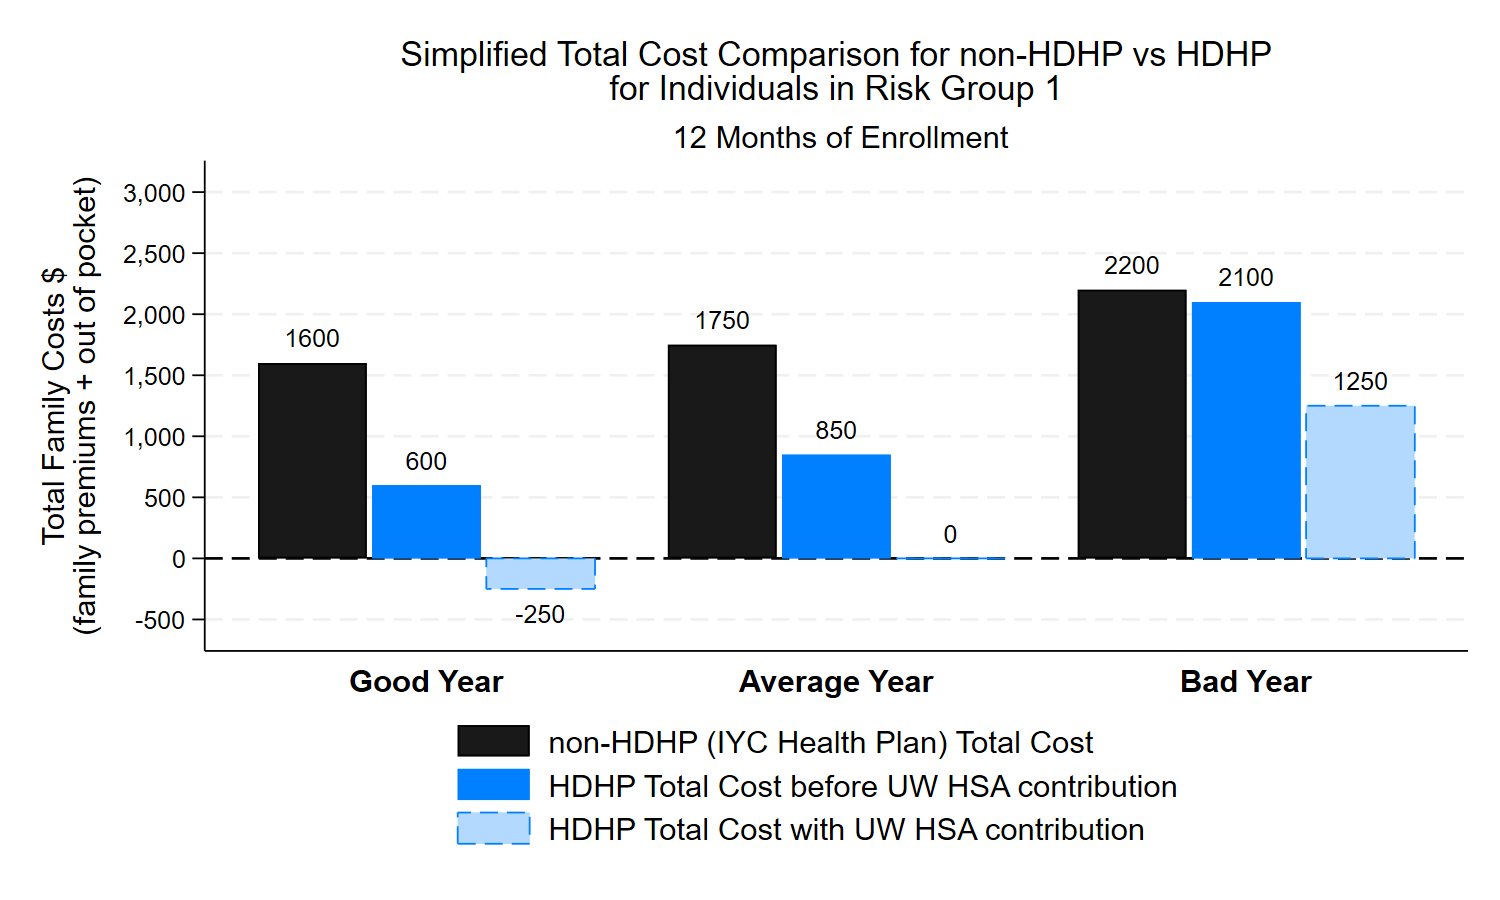 Simplified Total Cost Comparison for non-HDHP vs HDHP
for Individuals in Risk Group 1
12 Months of Enrollment
Total Family Costs $
(family premiums + out of pocket)
3,000
2,500
2,000
1,500
1,000
500
0
-500
1600
600
-250
1750
850
0
2200
2100
1250
Good Year
Average Year
Bad Year
non-HDHP (IYC Health Plan) Total Cost
HDHP Total Cost before UW HSA contribution
HDHP Total Cost with UW HSA contribution